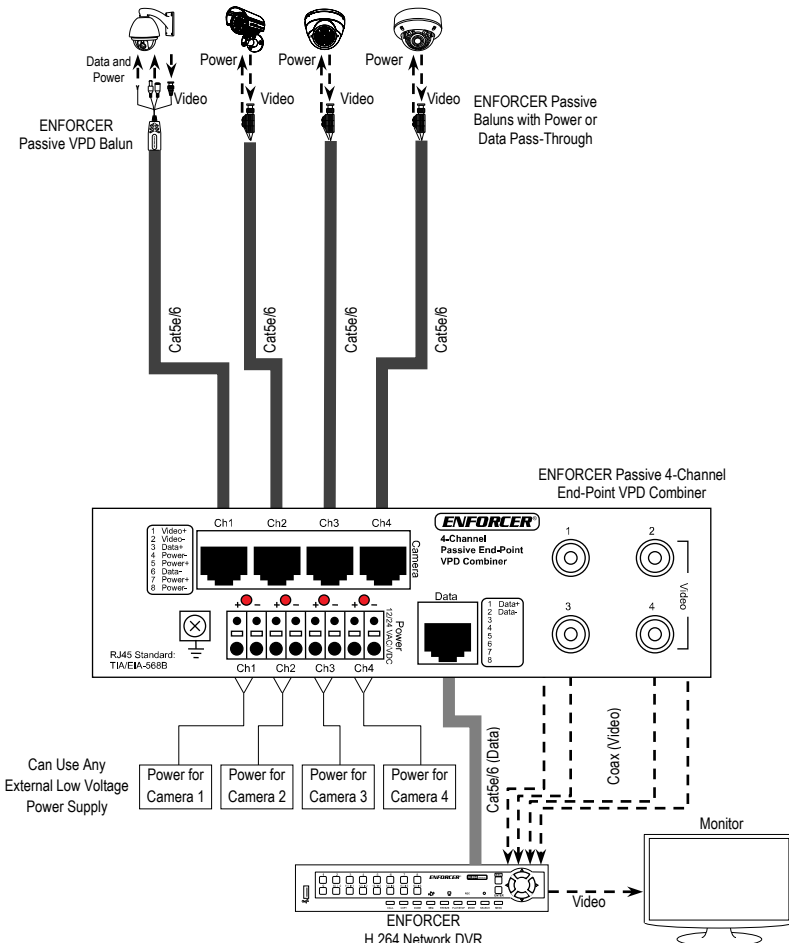 Data and
Power
Video
Power
Video
Power
Video
Power
Video
ENFORCER
Passive VPD Balun
ENFORCER Passive
Baluns with Power or
Data Pass-Through
Cat5e/6
Cat5e/6
Cat5e/6
Cat5e/6
ENFORCER Passive 4-Channel
End-Point VPD Combiner
Ch1
Ch2
Ch3
Ch4
Camera
1 Video+
2 Video-
3 Data+
4 Power-
5 Power+
6 Data-
7 Power+
8 Power-
ENFORCER®
4-Channel
Passive End-Point
VPD Combiner
1
2
3
4
Video
+ - + - + - + -
Power
12/24 VAC/VDC
Ch1
Ch2
Ch3
Ch4
RJ45 Standard:
TIA/EIA-568B
Data
1 Data+
2 Data-
3
4
5
6
7
8
Can Use Any
External Low Voltage
Power Supply
Power for
Camera 1
Power for
Camera 2
Power for
Camera 3
Power for
Camera 4
Cat5e/6 (Data)
Coax (Video)
ENFORCER
Video
Monitor
ENFORCER
H.264 Network DVR